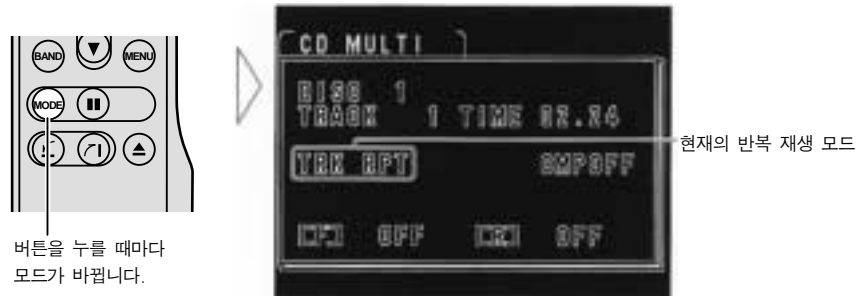 BAND
MENU
MODE
버튼을 누를 때마다
모드가 바뀝니다.
CD MULTI
DISC 1
TRACK 1 TIME 02.24
TRK RPT
CMPOFF
OFF
OFF
현재의 반복 재생 모드